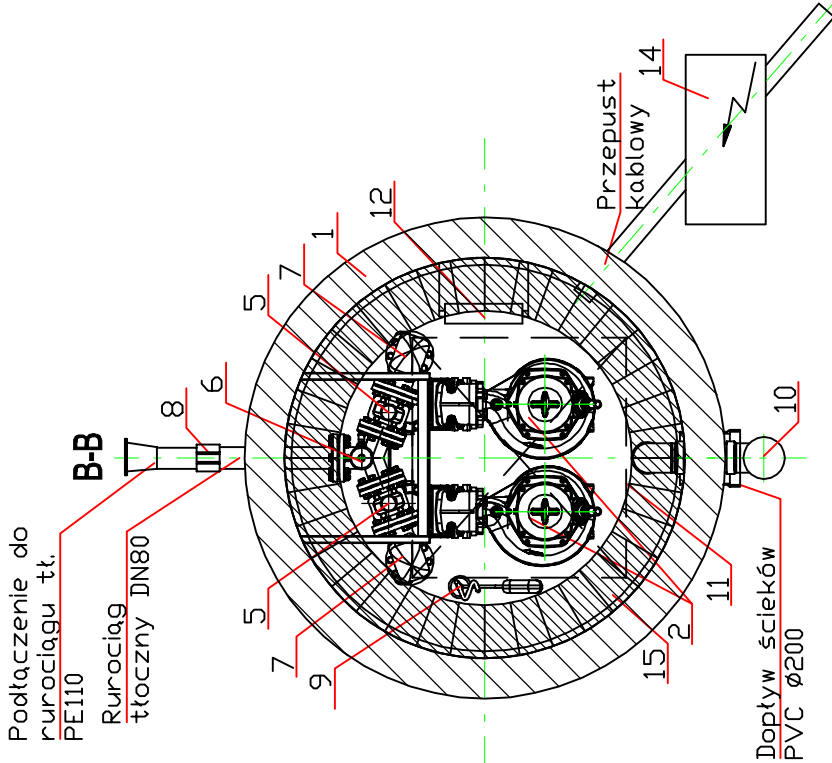 Podłączenie do
rurociągu tł.
PE110
Rurociąg
tłoczny DN80
B-B
8
6
5
7
1
12
Przepust
kablowy
14
5
7
9
15
2
11
10
Dopływ ścieków
PVC ø200